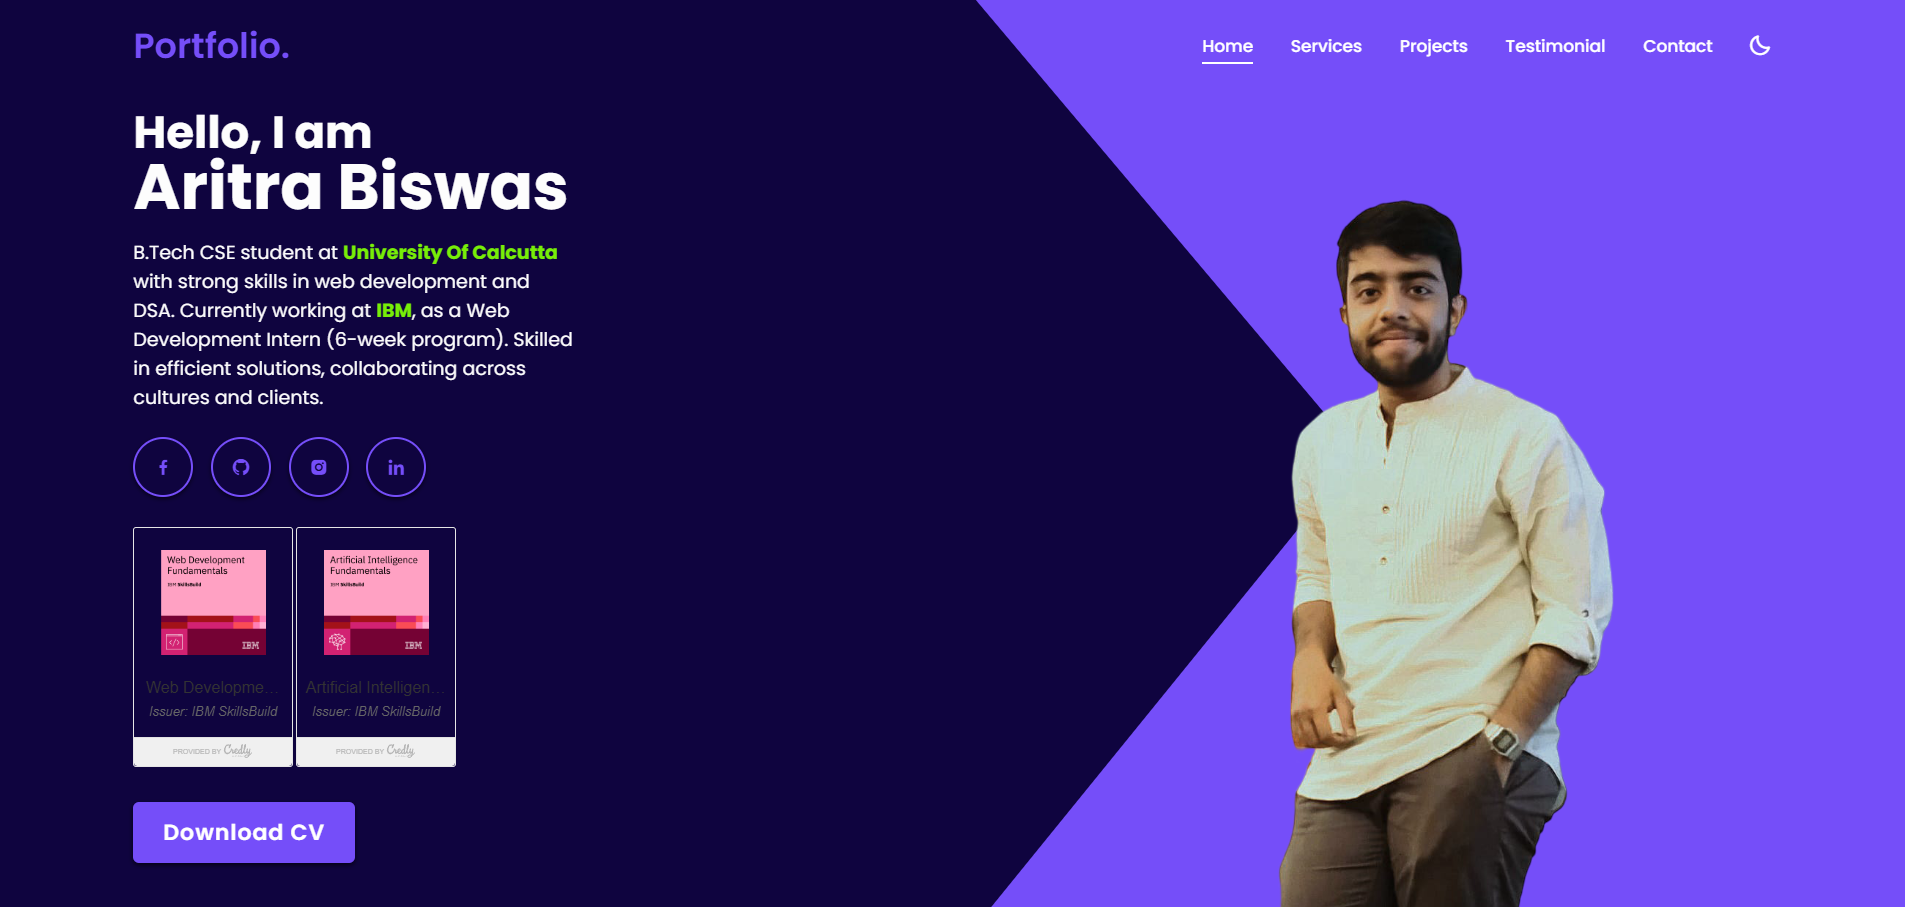 Portfolio.
Home Services Projects Testimonial Contact
Hello, I am
Aritra Biswas
B.Tech CSE student at University Of Calcutta
with strong skills in web development and
DSA. Currently working at IBM, as a Web
Development Intern (6-week program). Skilled
in efficient solutions, collaborating across
cultures and clients.
Web Development
Fundamentals
IBM SkillsBuild
IBM
Web Developme...
Issuer: IBM SkillsBuild
PROVIDED BY Credly
Artificial Intelligence
Fundamentals
IBM SkillsBuild
IBM
Artificial Intelligen...
Issuer: IBM SkillsBuild
PROVIDED BY Credly
Download CV